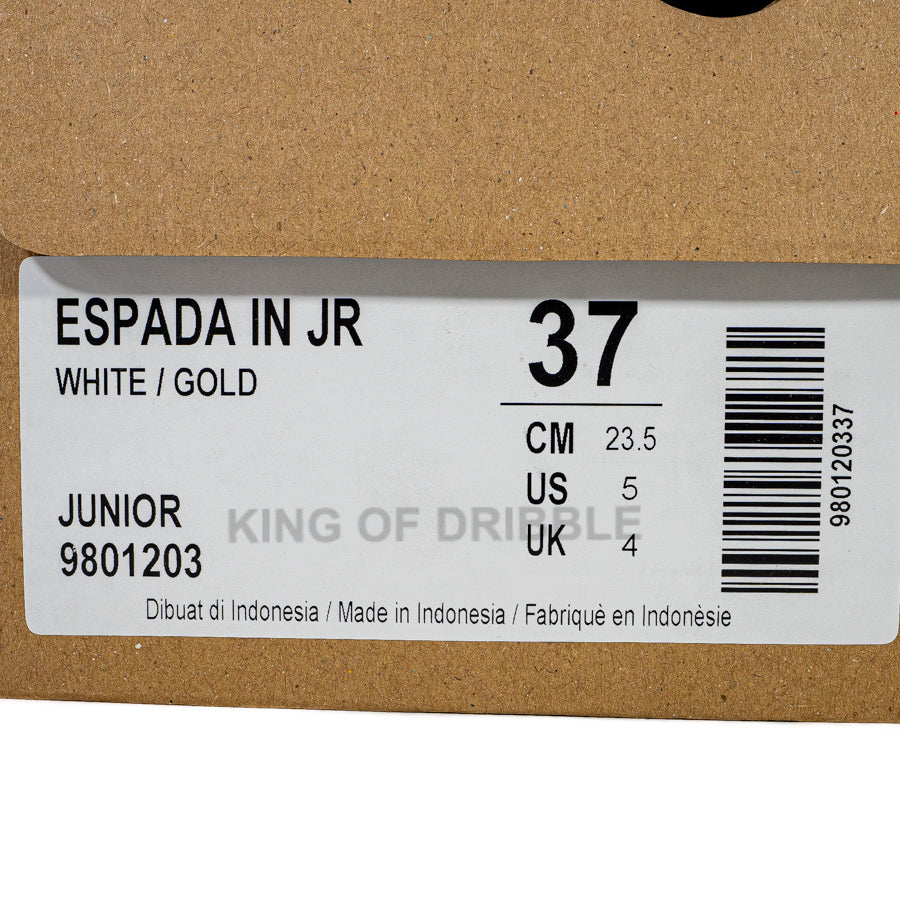 ESPADA IN JR
WHITE / GOLD
37
CM 23.5
US 5
UK 4
JUNIOR
9801203
KING OF DRIBBLE
980120337
Dibuat di Indonesia / Made in Indonesia / Fabriquè en Indonèsie